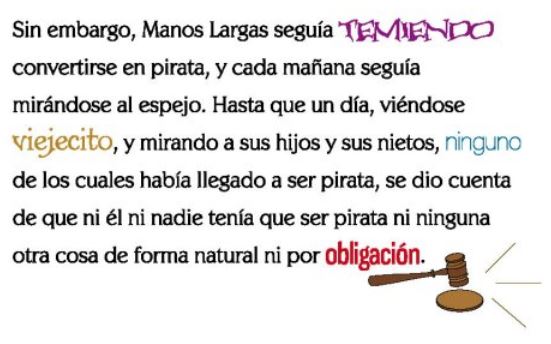 Sin embargo, Manos Largas seguía TEMIENDO
convertirse en pirata, y cada mañana seguía
mirándose al espejo. Hasta que un día, viéndose
viejecito, y mirando a sus hijos y sus nietos, ninguno
de los cuales había llegado a ser pirata, se dio cuenta
de que ni él ni nadie tenía que ser pirata ni ninguna
otra cosa de forma natural ni por obligación.